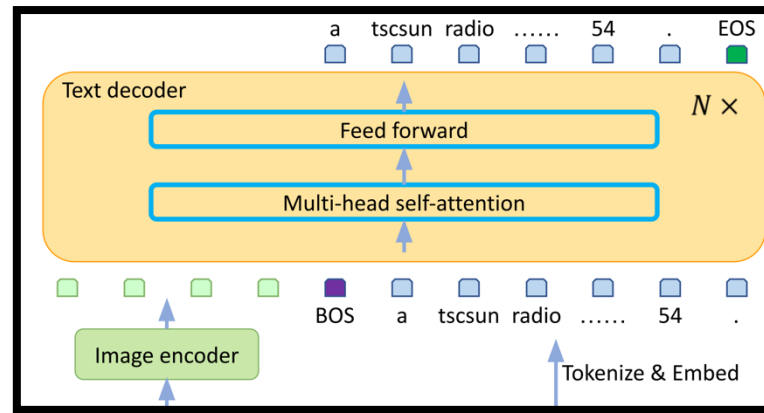 a tscsun radio …… 54 . EOS
Text decoder
N ×
Feed forward
Multi-head self-attention
BOS a tscsun radio …… 54 .
Image encoder
Tokenize & Embed